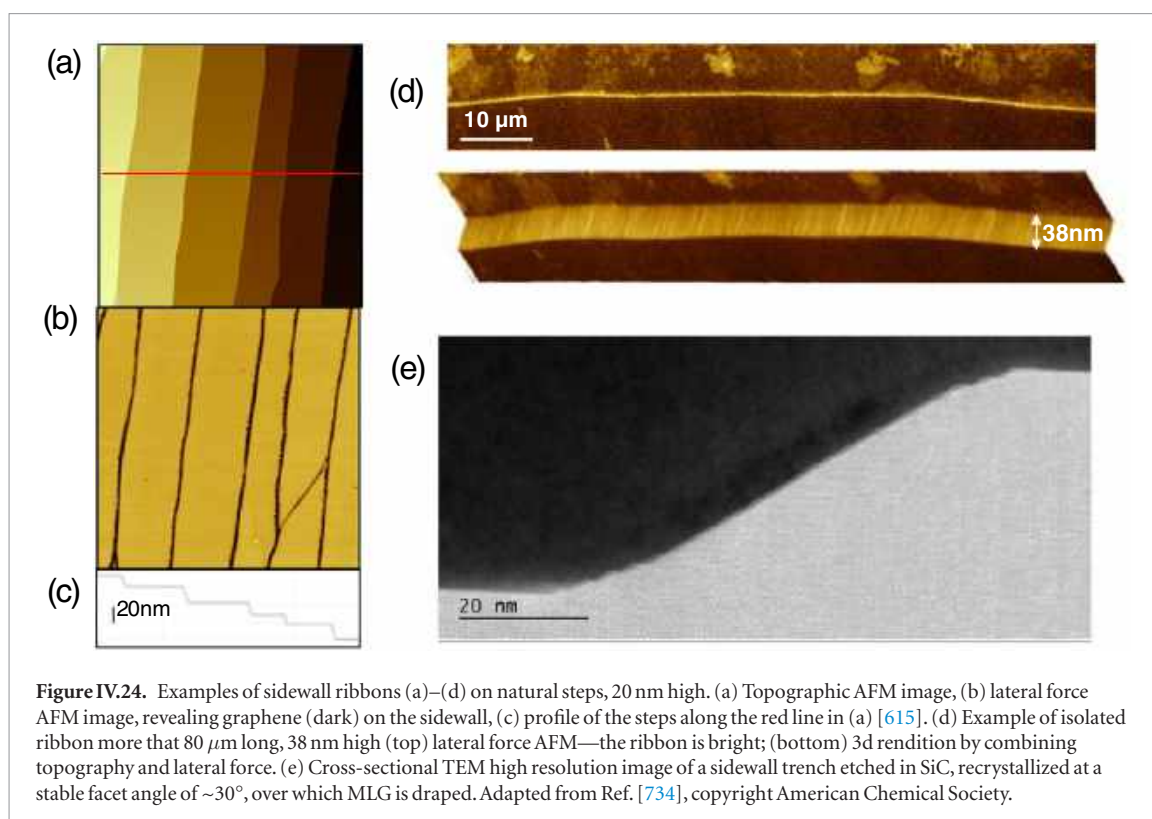 (a)
(d)
10 μm
38nm
(b)
(e)
(c)
20nm
20 nm
Figure IV.24. Examples of sidewall ribbons (a)–(d) on natural steps, 20 nm high. (a) Topographic AFM image, (b) lateral force
AFM image, revealing graphene (dark) on the sidewall, (c) profile of the steps along the red line in (a) [615]. (d) Example of isolated
ribbon more that 80 μm long, 38 nm high (top) lateral force AFM—the ribbon is bright; (bottom) 3d rendition by combining
topography and lateral force. (e) Cross-sectional TEM high resolution image of a sidewall trench etched in SiC, recrystallized at a
stable facet angle of ~30°, over which MLG is draped. Adapted from Ref. [734], copyright American Chemical Society.